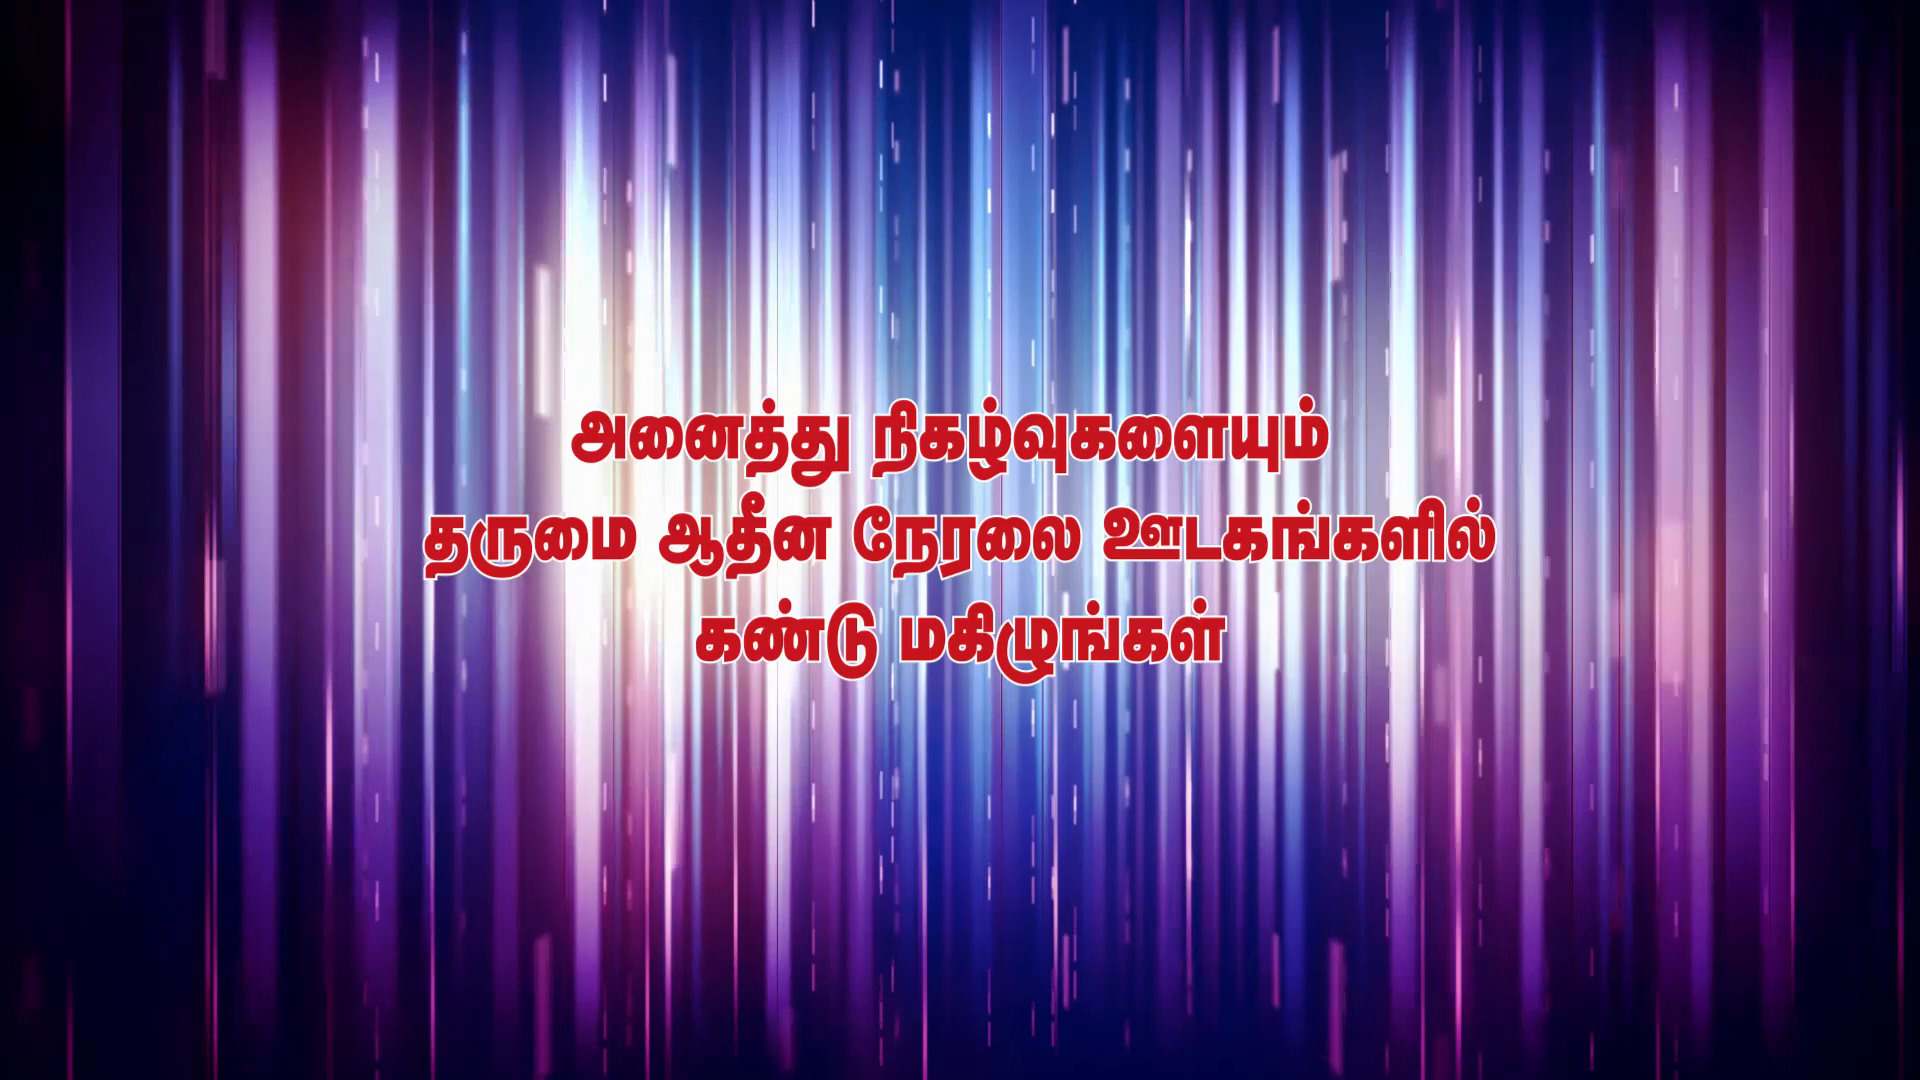 அனைத்து நிகழ்வுகளையும்
தருமை ஆதீன நேரலை ஊடகங்களில்
கண்டு மகிழுங்கள்